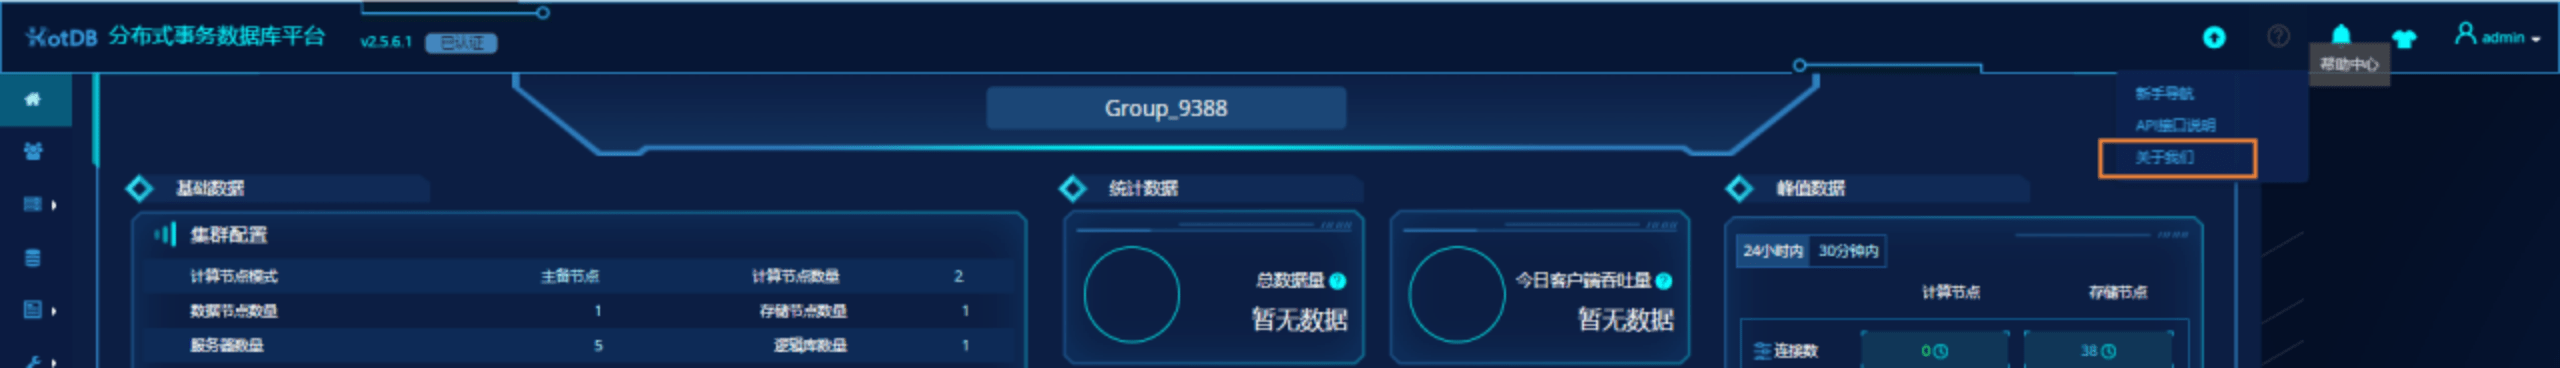 HotDB 分布式事务数据库平台 v2.5.6.1 已认证
admin
帮助中心
新手导航
API接口说明
关于我们
Group_9388
基础数据
统计数据
峰值数据
集群配置
计算节点模式 主备节点 计算节点数量 2
数据节点数量 1 存储节点数量 1
服务器数量 5 逻辑库数量 1
总数据量
暂无数据
今日客户端吞吐量
暂无数据
24小时内 30分钟内
计算节点 存储节点
连接数 0 38